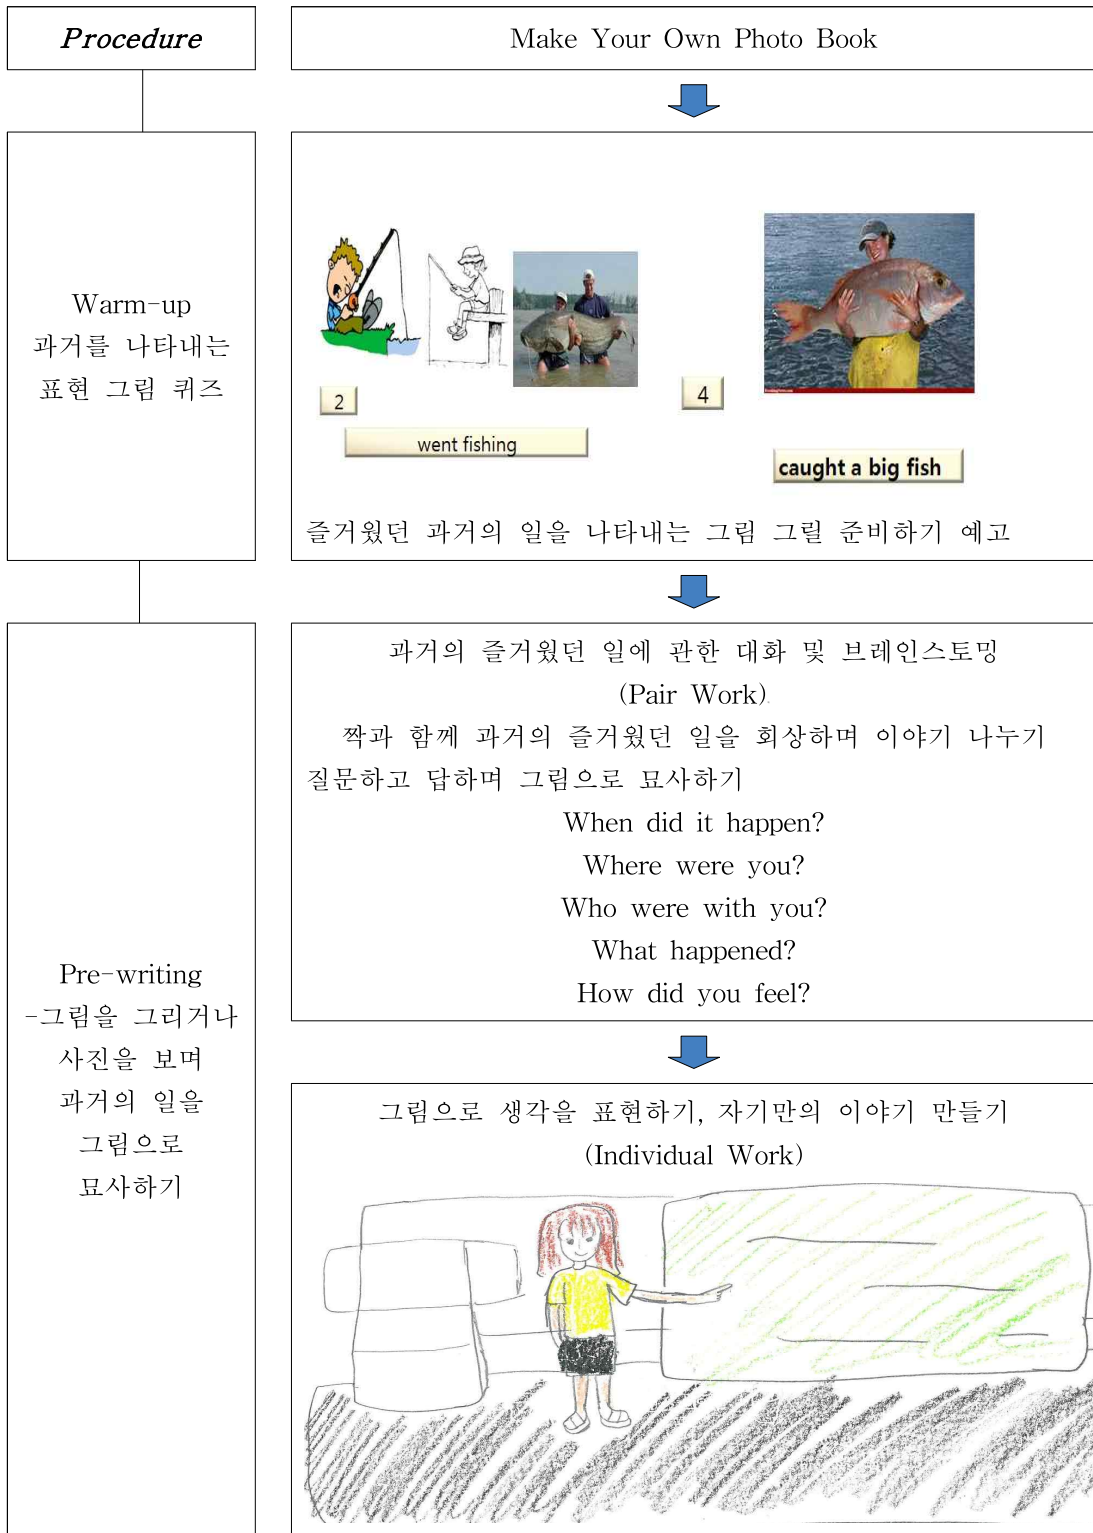 Procedure
Make Your Own Photo Book
Warm-up
과거를 나타내는
표현 그림 퀴즈
2
went fishing
4
caught a big fish
즐거웠던 과거의 일을 나타내는 그림 그릴 준비하기 예고
Pre-writing
-그림을 그리거나
사진을 보며
과거의 일을
그림으로
묘사하기
과거의 즐거웠던 일에 관한 대화 및 브레인스토밍
(Pair Work)
짝과 함께 과거의 즐거웠던 일을 회상하며 이야기 나누기
질문하고 답하며 그림으로 묘사하기
When did it happen?
Where were you?
Who were with you?
What happened?
How did you feel?
그림으로 생각을 표현하기, 자기만의 이야기 만들기
(Individual Work)